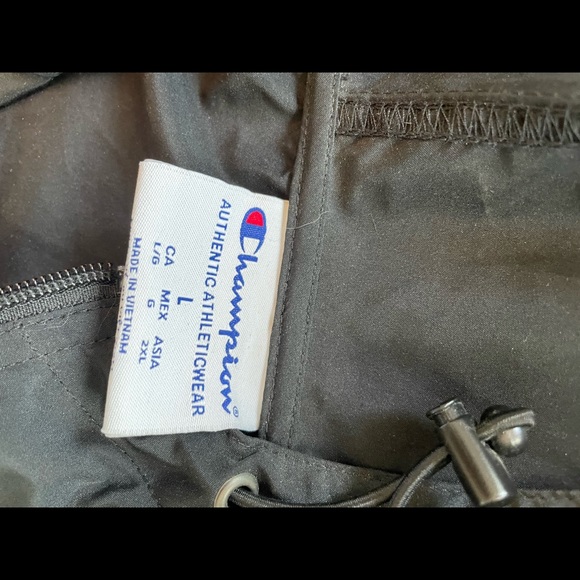 Champion®
AUTHENTIC ATHLETICWEAR
L
CA MEX ASIA
L/G G 2XL
MADE IN VIETNAM